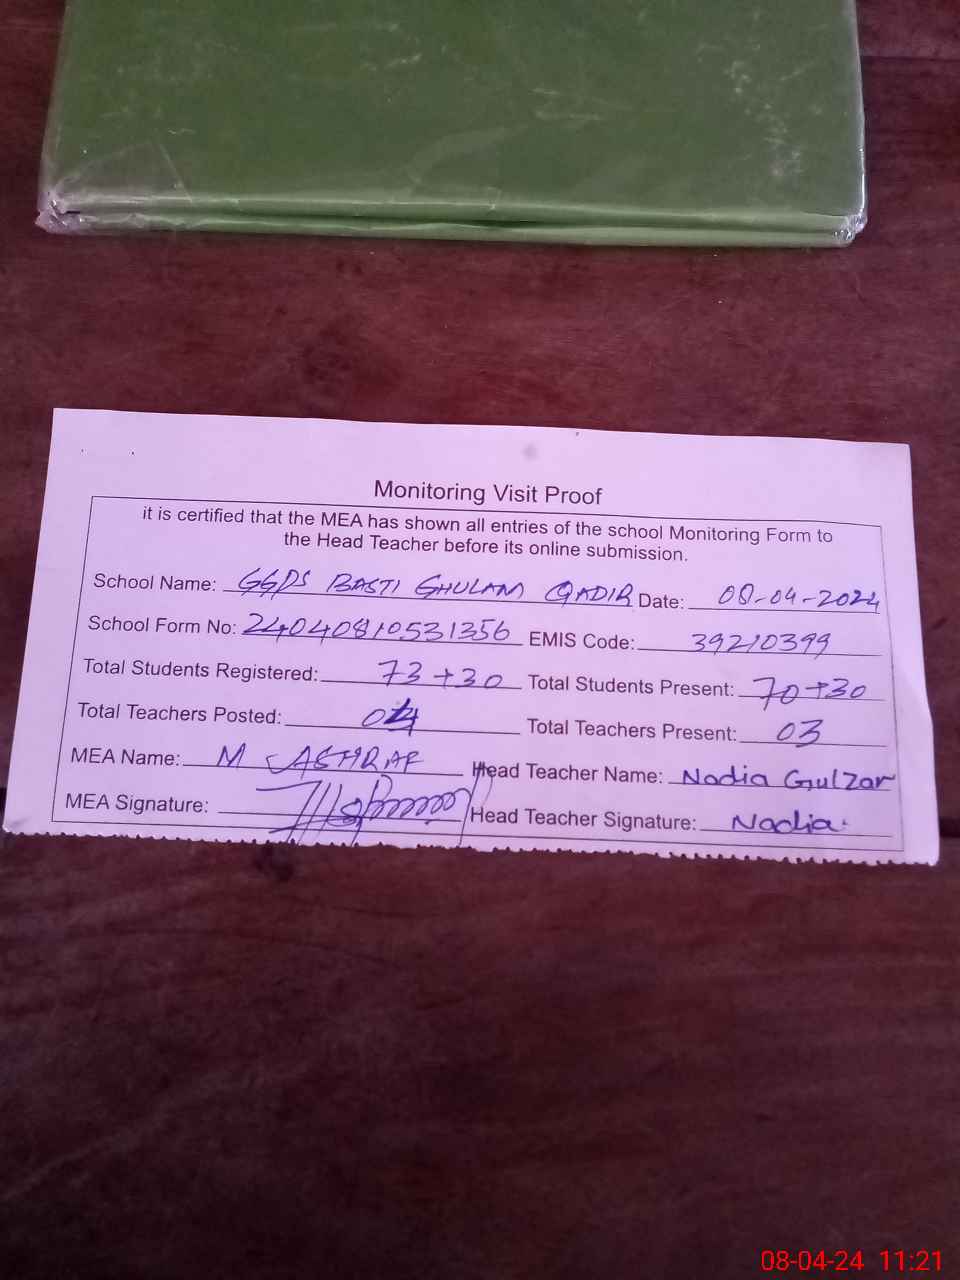 Monitoring Visit Proof
it is certified that the MEA has shown all entries of the school Monitoring Form to
the Head Teacher before its online submission.
School Name: GGPS BASTI GHULAM QADIR Date: 08-04-2024
School Form No: 24040810531356 EMIS Code: 39210399
Total Students Registered: 73+30 Total Students Present: 70+30
Total Teachers Posted: 04 Total Teachers Present: 03
MEA Name: M ASHRAF Head Teacher Name: Nadia Gulzar
MEA Signature: Head Teacher Signature: Nadia.
08-04-24 11:21